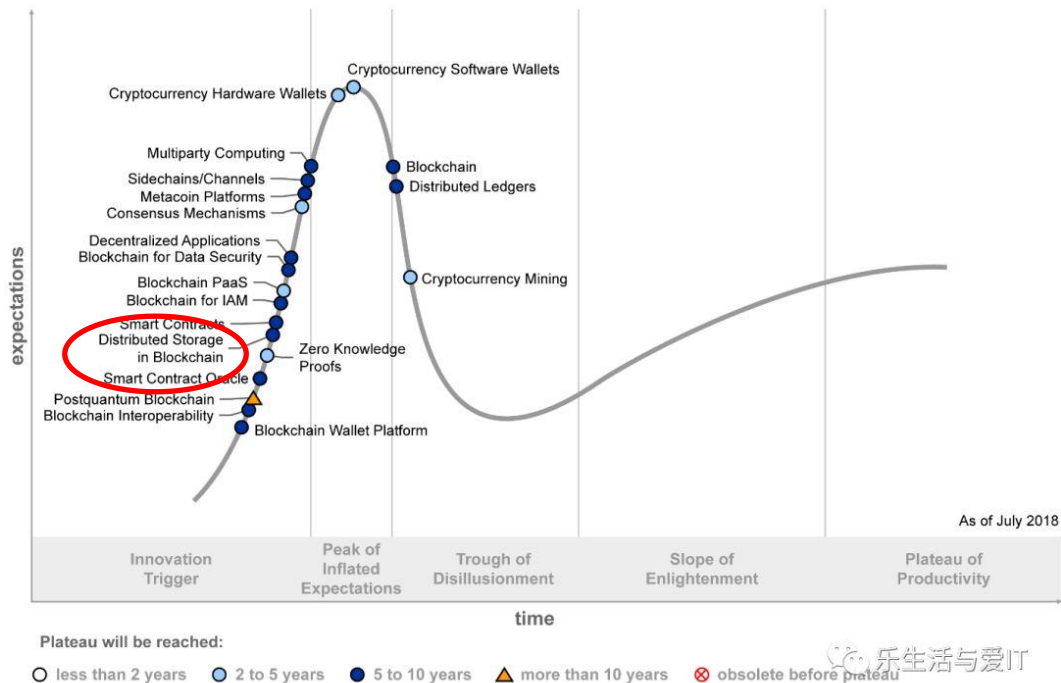 Cryptocurrency Software Wallets
Cryptocurrency Hardware Wallets
Multiparty Computing
Blockchain
Sidechains/Channels
Distributed Ledgers
Metacoin Platforms
Consensus Mechanisms
Decentralized Applications
Blockchain for Data Security
Cryptocurrency Mining
Blockchain PaaS
Blockchain for IAM
Smart Contracts
Distributed Storage
in Blockchain
Zero Knowledge
Proofs
Smart Contract Oracle
Postquantum Blockchain
Blockchain Interoperability
Blockchain Wallet Platform
expectations
As of July 2018
Innovation
Trigger
Peak of
Inflated
Expectations
Trough of
Disillusionment
Slope of
Enlightenment
Plateau of
Productivity
time
Plateau will be reached:
less than 2 years
2 to 5 years
5 to 10 years
more than 10 years
obsolete before plateau
乐生活与爱IT